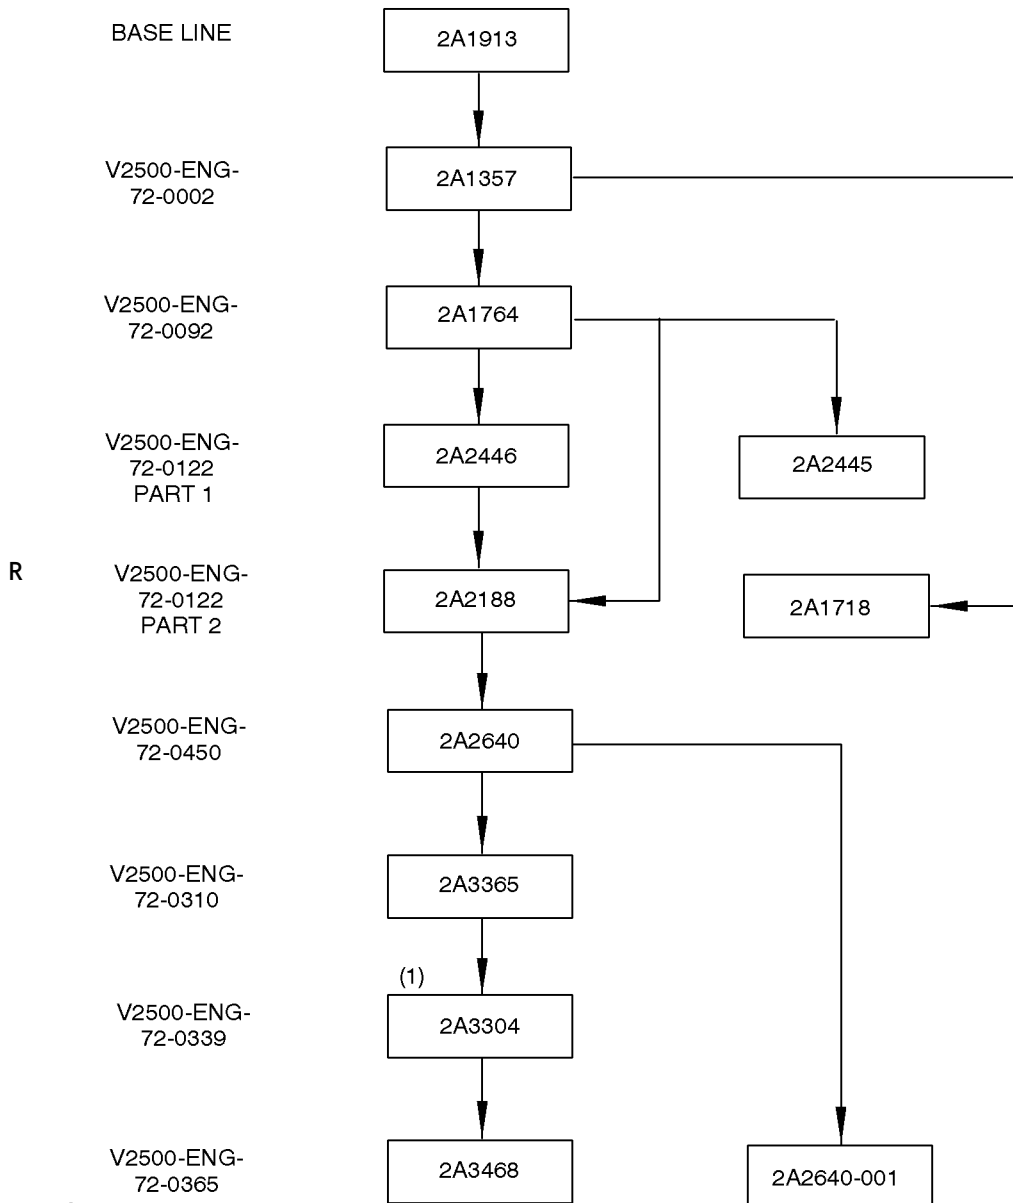 BASE LINE
2A1913
V2500-ENG-
72-0002
2A1357
V2500-ENG-
72-0092
2A1764
V2500-ENG-
72-0122
PART 1
2A2446
2A2445
R
V2500-ENG-
72-0122
PART 2
2A2188
2A1718
V2500-ENG-
72-0450
2A2640
V2500-ENG-
72-0310
2A3365
(1)
V2500-ENG-
72-0339
2A3304
V2500-ENG-
72-0365
2A3468
2A2640-001